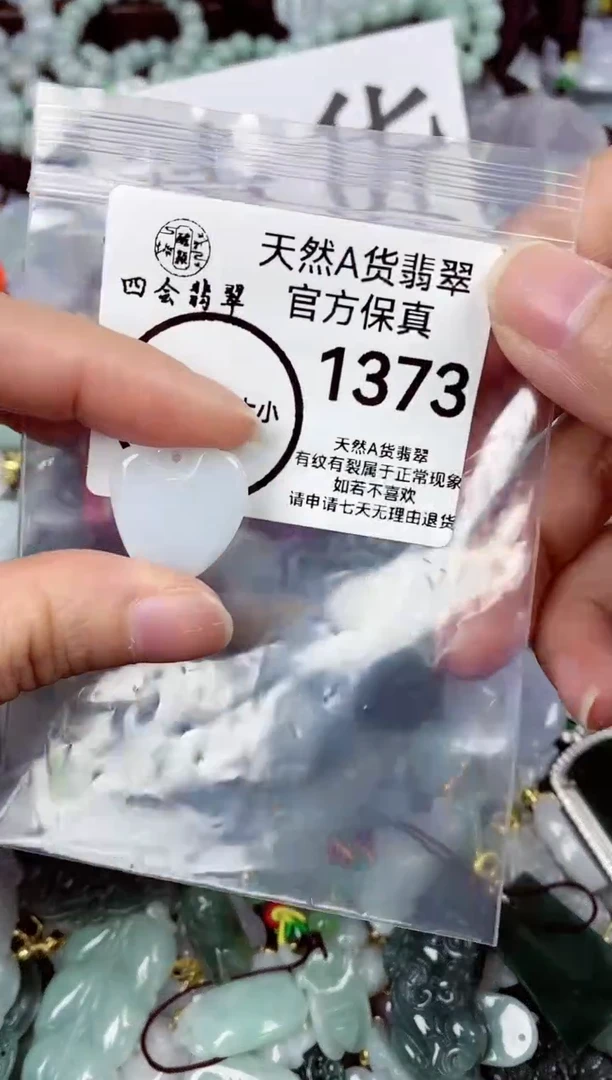 天然A货翡翠
官方保真
四会翡翠
1373
大小
天然A货翡翠
有纹有裂属于正常现象
如若不喜欢
请申请七天无理由退货